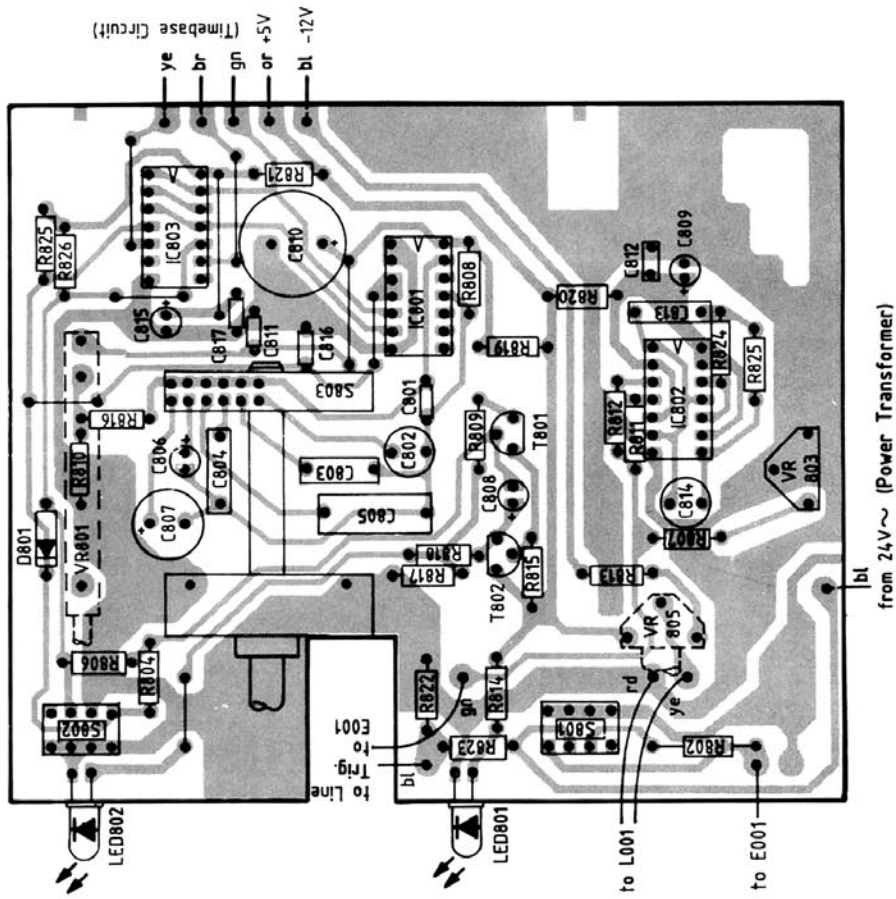 (Timebase Circuit)
ye
br
gn
or +5V
bl -12V
R825
R826
IC803
R821
C810
C815
C817
C811
C816
IC801
R808
C812
C809
R820
C813
R819
R824
R825
S803
C801
R816
R810
C806
C804
C802
R809
T801
R812
R811
IC802
C803
C807
C805
C808
C814
VR
803
D801
VR801
R818
R817
T802
R815
R807
R813
VR
805
R806
R804
S802
R822
gn
R814
rd
ye
bl
E001
to
R823
S801
R802
bl
Trig.
to Line
LED802
LED801
to L001
to E001
from 24V~ (Power Transformer)